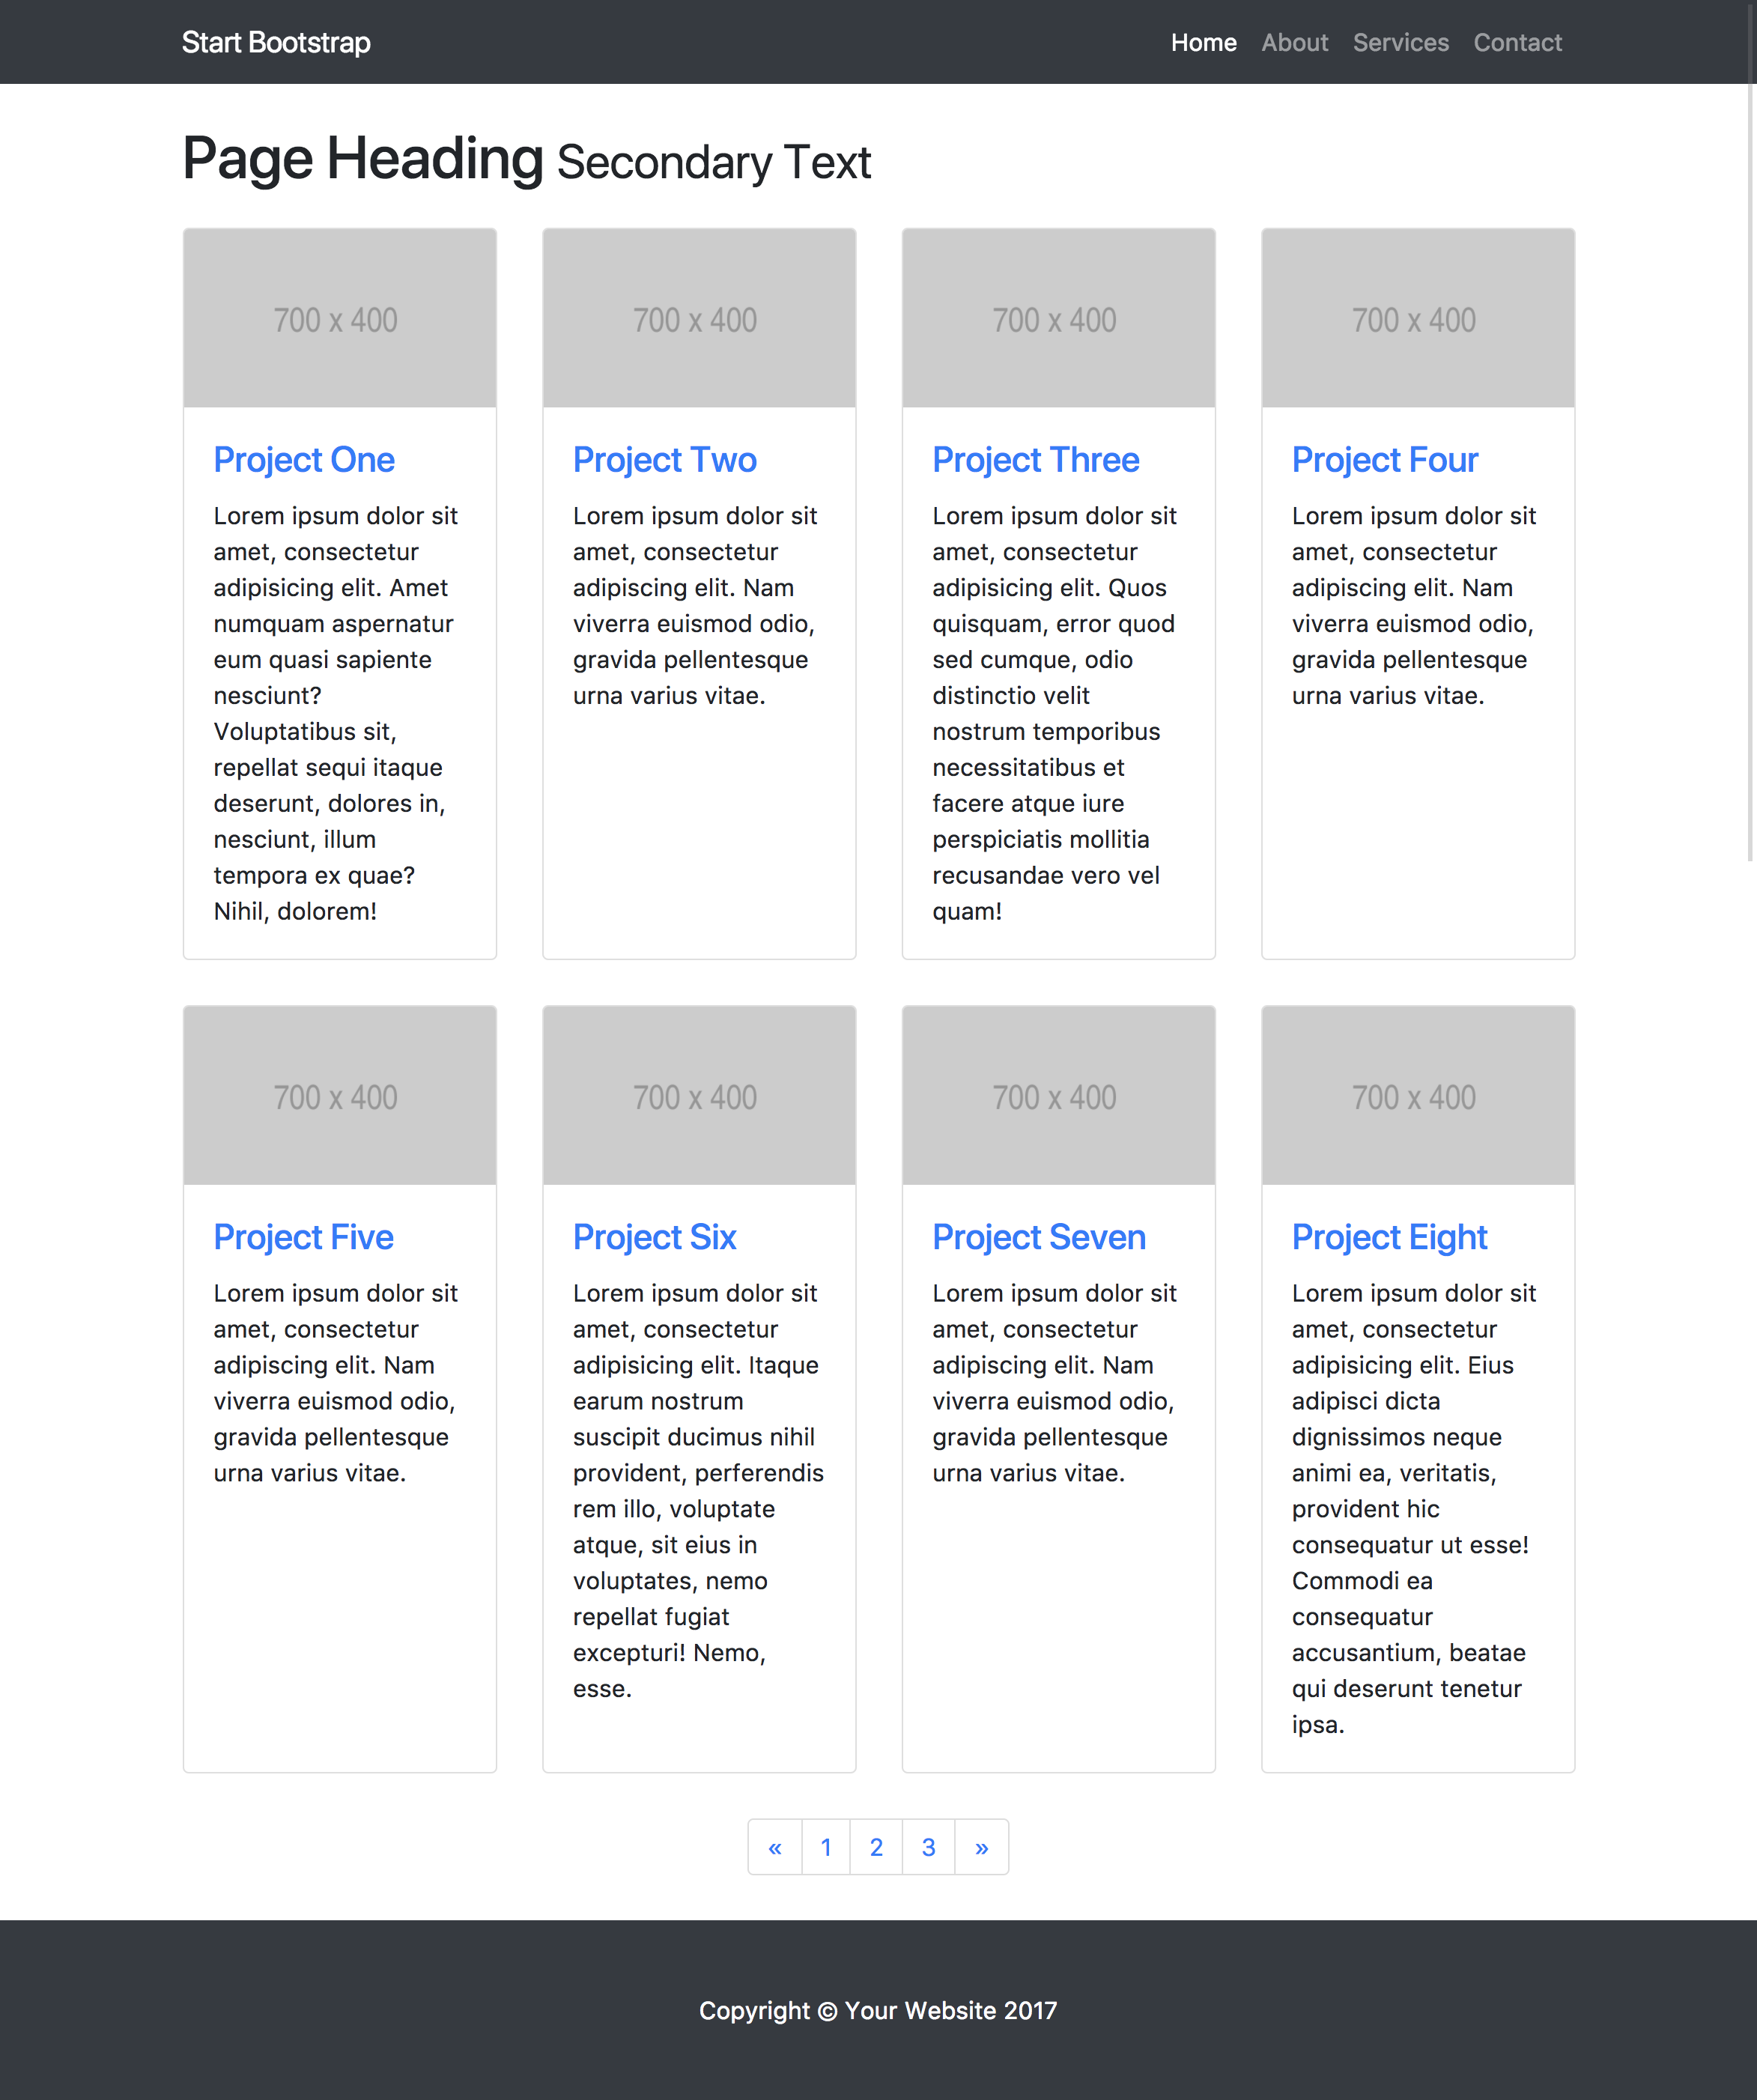 Start Bootstrap
Home About Services Contact
Page Heading Secondary Text
700 x 400
Project One
Lorem ipsum dolor sit
amet, consectetur
adipisicing elit. Amet
numquam aspernatur
eum quasi sapiente
nesciunt?
Voluptatibus sit,
repellat sequi itaque
deserunt, dolores in,
nesciunt, illum
tempora ex quae?
Nihil, dolorem!
700 x 400
Project Two
Lorem ipsum dolor sit
amet, consectetur
adipiscing elit. Nam
viverra euismod odio,
gravida pellentesque
urna varius vitae.
700 x 400
Project Three
Lorem ipsum dolor sit
amet, consectetur
adipisicing elit. Quos
quisquam, error quod
sed cumque, odio
distinctio velit
nostrum temporibus
necessitatibus et
facere atque iure
perspiciatis mollitia
recusandae vero vel
quam!
700 x 400
Project Four
Lorem ipsum dolor sit
amet, consectetur
adipiscing elit. Nam
viverra euismod odio,
gravida pellentesque
urna varius vitae.
700 x 400
Project Five
Lorem ipsum dolor sit
amet, consectetur
adipiscing elit. Nam
viverra euismod odio,
gravida pellentesque
urna varius vitae.
700 x 400
Project Six
Lorem ipsum dolor sit
amet, consectetur
adipisicing elit. Itaque
earum nostrum
suscipit ducimus nihil
provident, perferendis
rem illo, voluptate
atque, sit eius in
voluptates, nemo
repellat fugiat
excepturi! Nemo,
esse.
700 x 400
Project Seven
Lorem ipsum dolor sit
amet, consectetur
adipiscing elit. Nam
viverra euismod odio,
gravida pellentesque
urna varius vitae.
700 x 400
Project Eight
Lorem ipsum dolor sit
amet, consectetur
adipisicing elit. Eius
adipisci dicta
dignissimos neque
animi ea, veritatis,
provident hic
consequatur ut esse!
Commodi ea
consequatur
accusantium, beatae
qui deserunt tenetur
ipsa.
« 1 2 3 »
Copyright © Your Website 2017